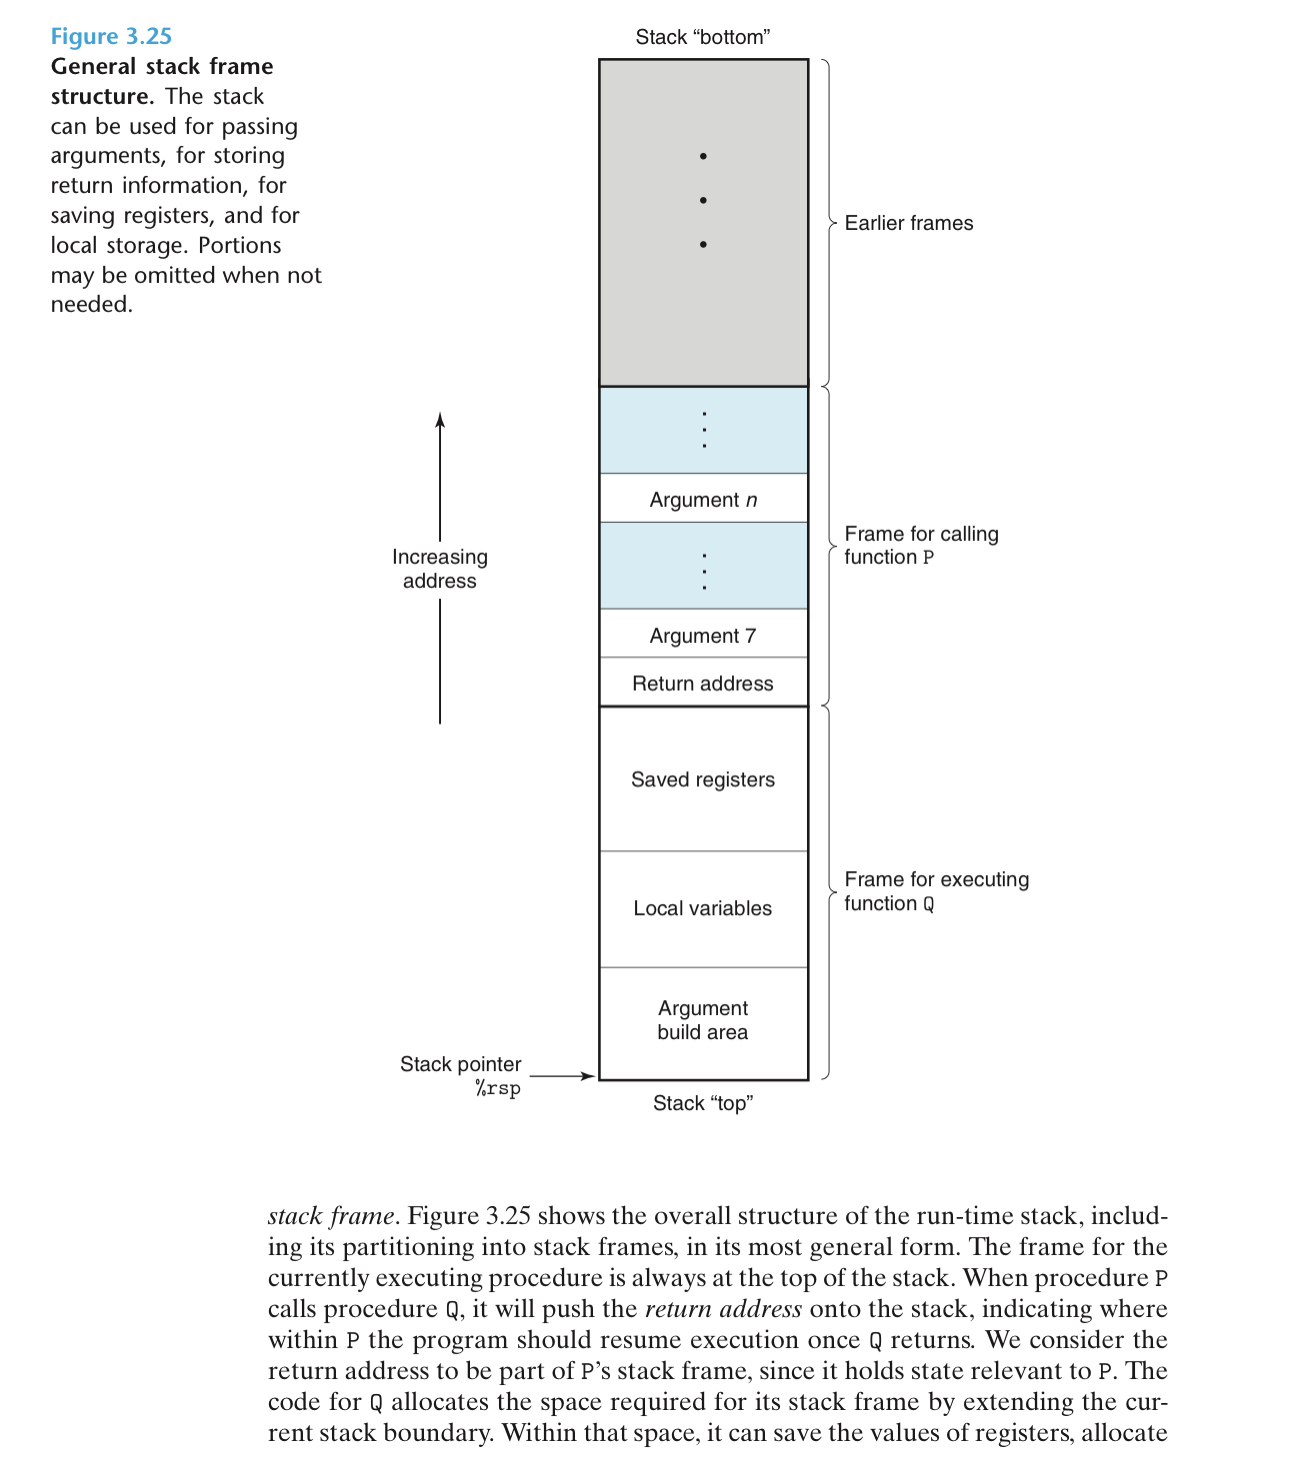 Figure 3.25
General stack frame
structure. The stack
can be used for passing
arguments, for storing
return information, for
saving registers, and for
local storage. Portions
may be omitted when not
needed.
Stack “bottom”
Earlier frames
Argument n
Frame for calling
function P
Increasing
address
Argument 7
Return address
Saved registers
Local variables
Frame for executing
function Q
Argument
build area
Stack pointer
%rsp
Stack “top”
stack frame. Figure 3.25 shows the overall structure of the run-time stack, includ-
ing its partitioning into stack frames, in its most general form. The frame for the
currently executing procedure is always at the top of the stack. When procedure P
calls procedure Q, it will push the return address onto the stack, indicating where
within P the program should resume execution once Q returns. We consider the
return address to be part of P’s stack frame, since it holds state relevant to P. The
code for Q allocates the space required for its stack frame by extending the cur-
rent stack boundary. Within that space, it can save the values of registers, allocate